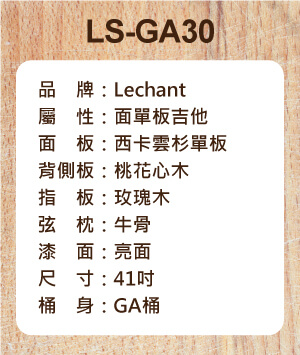 LS-GA30
品　牌：Lechant
屬　性：面單板吉他
面　板：西卡雲杉單板
背側板：桃花心木
指　板：玫瑰木
弦　枕：牛骨
漆　面：亮面
尺　寸：41吋
桶　身：GA桶